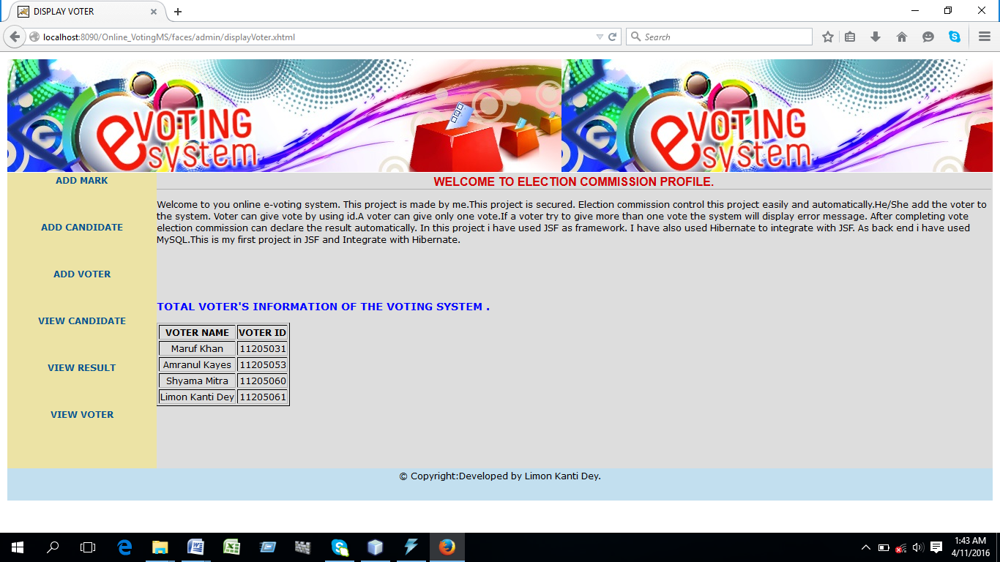 DISPLAY VOTER
localhost:8090/Online_VotingMS/faces/admin/displayVoter.xhtml
Search
eVOTING
system
eVOTING
system
ADD MARK
ADD CANDIDATE
ADD VOTER
VIEW CANDIDATE
VIEW RESULT
VIEW VOTER
WELCOME TO ELECTION COMMISSION PROFILE.
Welcome to you online e-voting system. This project is made by me.This project is secured. Election commission control this project easily and automatically.He/She add the voter to
the system. Voter can give vote by using id.A voter can give only one vote.If a voter try to give more than one vote the system will display error message. After completing vote
election commission can declare the result automatically. In this project i have used JSF as framework. I have also used Hibernate to integrate with JSF. As back end i have used
MySQL.This is my first project in JSF and Integrate with Hibernate.
TOTAL VOTER'S INFORMATION OF THE VOTING SYSTEM .
VOTER NAME VOTER ID
Maruf Khan 11205031
Amranul Kayes 11205053
Shyama Mitra 11205060
Limon Kanti Dey 11205061
© Copyright:Developed by Limon Kanti Dey.
1:43 AM
4/11/2016